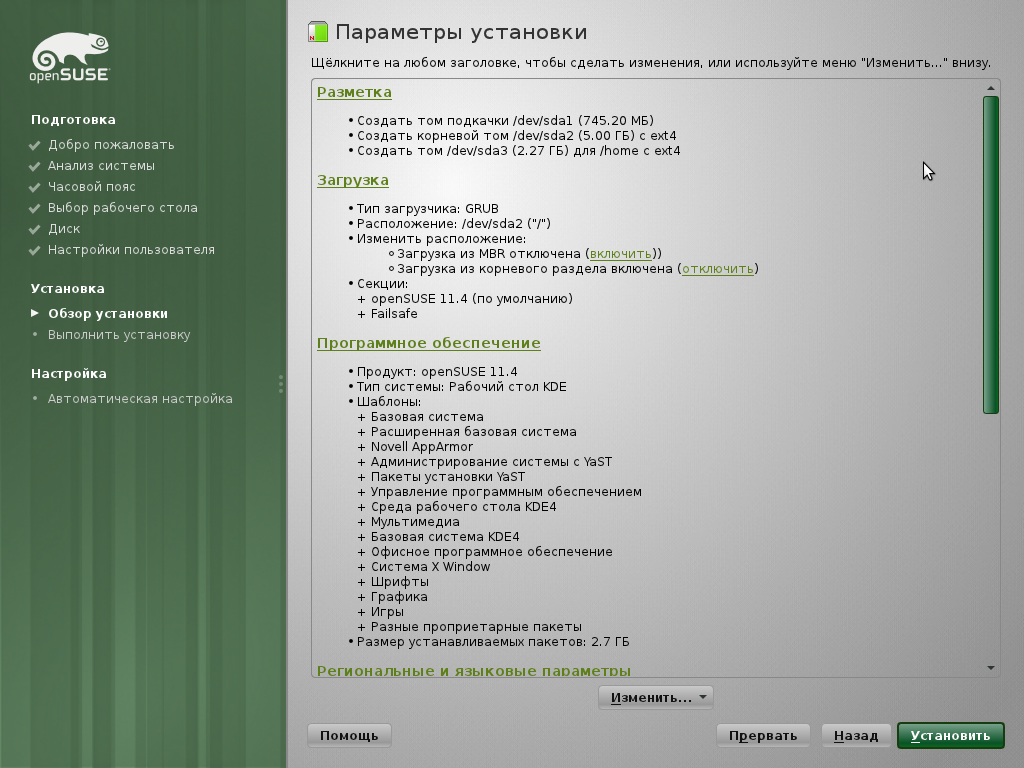 openSUSE
Подготовка
Добро пожаловать
Анализ системы
Часовой пояс
Выбор рабочего стола
Диск
Настройки пользователя
Установка
Обзор установки
Выполнить установку
Настройка
Автоматическая настройка
Параметры установки
Щёлкните на любом заголовке, чтобы сделать изменения, или используйте меню "Изменить..." внизу.
Разметка
• Создать том подкачки /dev/sda1 (745.20 МБ)
• Создать корневой том /dev/sda2 (5.00 ГБ) с ext4
• Создать том /dev/sda3 (2.27 ГБ) для /home с ext4
Загрузка
• Тип загрузчика: GRUB
• Расположение: /dev/sda2 ("/")
• Изменить расположение:
Загрузка из MBR отключена (включить))
Загрузка из корневого раздела включена (отключить)
• Секции:
+ openSUSE 11.4 (по умолчанию)
+ Failsafe
Программное обеспечение
• Продукт: openSUSE 11.4
• Тип системы: Рабочий стол KDE
• Шаблоны:
+ Базовая система
+ Расширенная базовая система
+ Novell AppArmor
+ Администрирование системы с YaST
+ Пакеты установки YaST
+ Управление программным обеспечением
+ Среда рабочего стола KDE4
+ Мультимедиа
+ Базовая система KDE4
+ Офисное программное обеспечение
+ Система X Window
+ Шрифты
+ Графика
+ Игры
+ Разные проприетарные пакеты
• Размер устанавливаемых пакетов: 2.7 ГБ
Региональные и языковые параметры
Изменить...
Помощь
Прервать
Назад
Установить